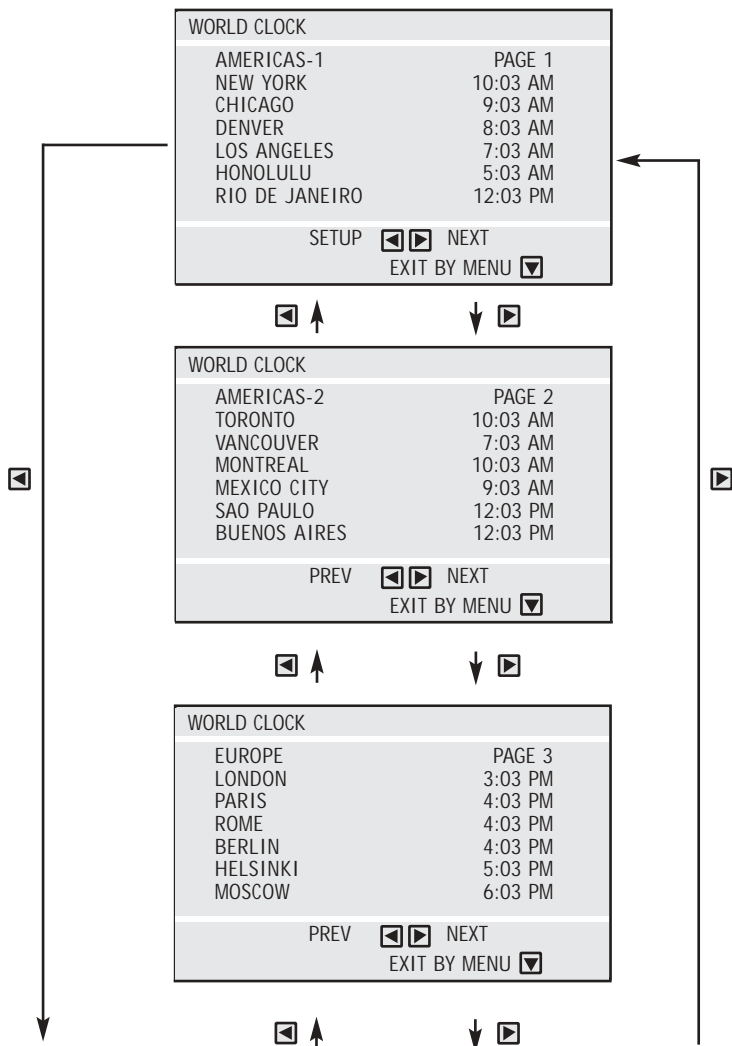 WORLD CLOCK
AMERICAS-1 PAGE 1
NEW YORK 10:03 AM
CHICAGO 9:03 AM
DENVER 8:03 AM
LOS ANGELES 7:03 AM
HONOLULU 5:03 AM
RIO DE JANEIRO 12:03 PM
SETUP ◀ ▶ NEXT
EXIT BY MENU ▼
WORLD CLOCK
AMERICAS-2 PAGE 2
TORONTO 10:03 AM
VANCOUVER 7:03 AM
MONTREAL 10:03 AM
MEXICO CITY 9:03 AM
SAO PAULO 12:03 PM
BUENOS AIRES 12:03 PM
PREV ◀ ▶ NEXT
EXIT BY MENU ▼
WORLD CLOCK
EUROPE PAGE 3
LONDON 3:03 PM
PARIS 4:03 PM
ROME 4:03 PM
BERLIN 4:03 PM
HELSINKI 5:03 PM
MOSCOW 6:03 PM
PREV ◀ ▶ NEXT
EXIT BY MENU ▼